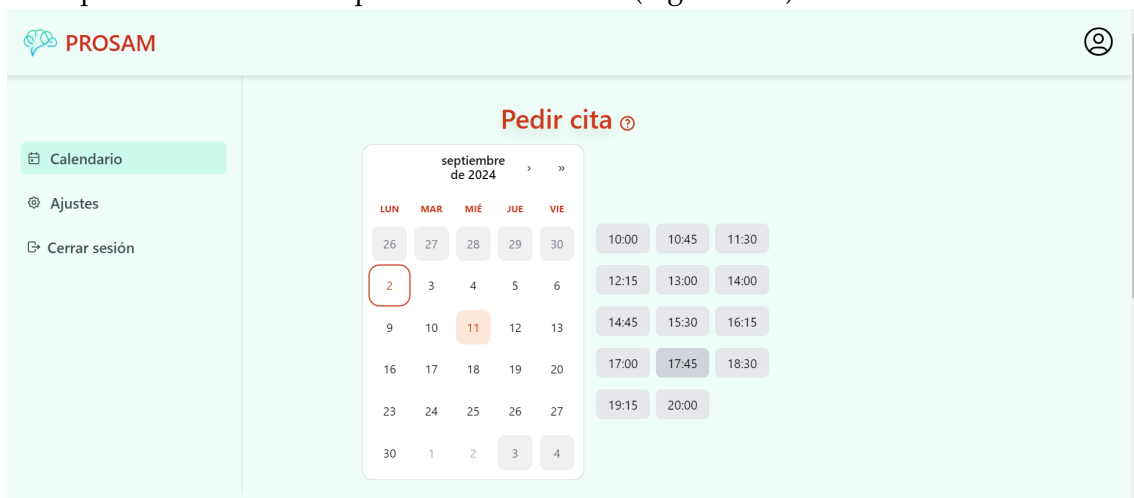 PROSAM
Pedir cita
Calendario
Ajustes
Cerrar sesión
septiembre
de 2024 › »
LUN MAR MIÉ JUE VIE
26 27 28 29 30
2 3 4 5 6
9 10 11 12 13
16 17 18 19 20
23 24 25 26 27
30 1 2 3 4
10:00 10:45 11:30
12:15 13:00 14:00
14:45 15:30 16:15
17:00 17:45 18:30
19:15 20:00